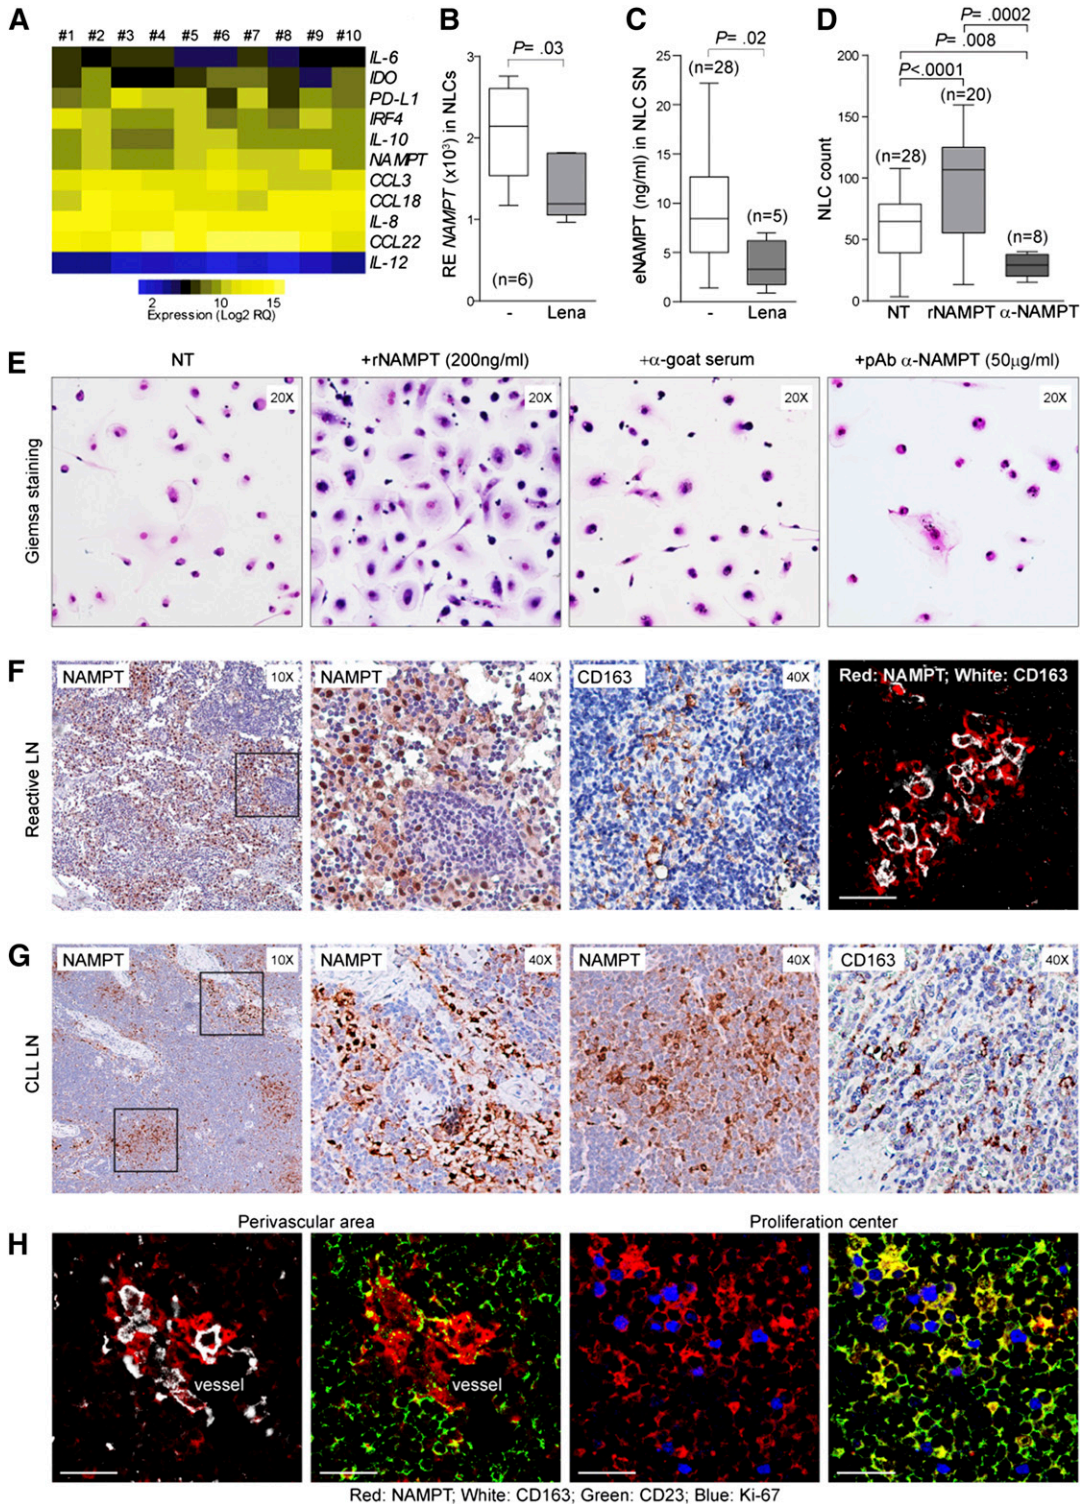 A
#1 #2 #3 #4 #5 #6 #7 #8 #9 #10
IL-6
IDO
PD-L1
IRF4
IL-10
NAMPT
CCL3
CCL18
IL-8
CCL22
IL-12
2 10 15
Expression (Log2 RQ)
B
P= .03
RE NAMPT (x10³) in NLCs
3
2
1
0
(n=6)
- Lena
C
P= .02
(n=28)
eNAMPT (ng/ml) in NLC SN
25
20
15
10
5
0
(n=5)
- Lena
D
P= .0002
P= .008
P<.0001
(n=20)
(n=28)
(n=8)
NLC count
200
150
100
50
0
NT rNAMPT α-NAMPT
E
NT +rNAMPT (200ng/ml) +α-goat serum +pAb α-NAMPT (50µg/ml)
Giemsa staining
20X 20X 20X 20X
F
Reactive LN
NAMPT 10X
NAMPT 40X
CD163 40X
Red: NAMPT; White: CD163
G
CLL LN
NAMPT 10X
NAMPT 40X
NAMPT 40X
CD163 40X
H
Perivascular area Proliferation center
vessel vessel
Red: NAMPT; White: CD163; Green: CD23; Blue: Ki-67